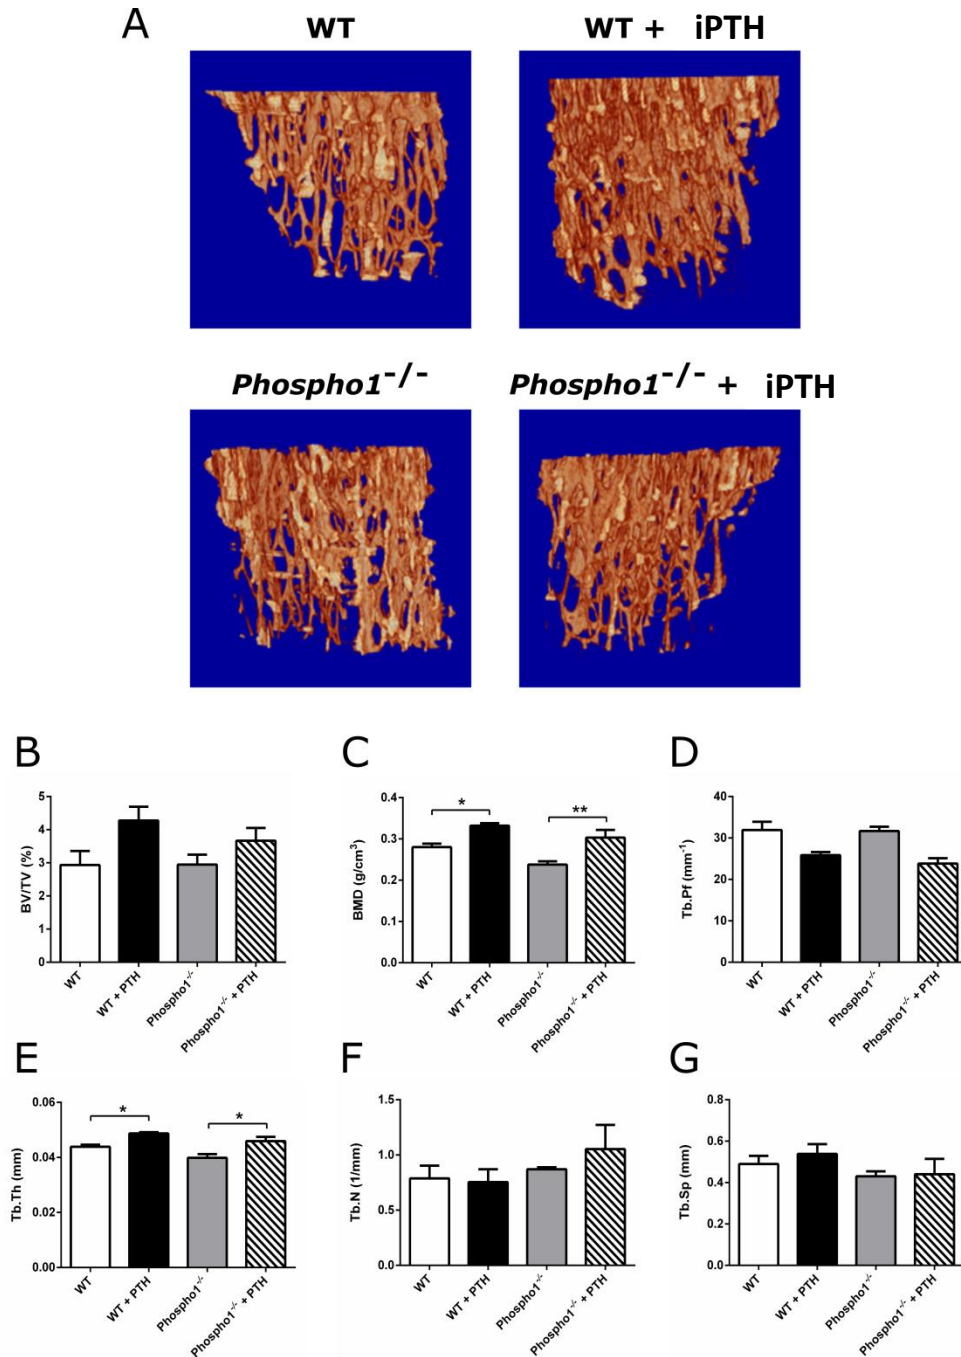 A
WT
WT + iPTH
Phospho1-/-
Phospho1-/- + iPTH
B
BV/TV (%)
5
4
3
2
1
0
WT
WT + PTH
Phospho1-/-
Phospho1-/- + PTH
C
BMD (g/cm3)
0.4
0.3
0.2
0.1
0.0
*
**
WT
WT + PTH
Phospho1-/-
Phospho1-/- + PTH
D
Tb.Pf (mm-1)
40
30
20
10
0
WT
WT + PTH
Phospho1-/-
Phospho1-/- + PTH
E
Tb.Th (mm)
0.06
0.04
0.02
0.00
*
*
WT
WT + PTH
Phospho1-/-
Phospho1-/- + PTH
F
Tb.N (1/mm)
1.5
1.0
0.5
0.0
WT
WT + PTH
Phospho1-/-
Phospho1-/- + PTH
G
Tb.Sp (mm)
0.8
0.6
0.4
0.2
0.0
WT
WT + PTH
Phospho1-/-
Phospho1-/- + PTH